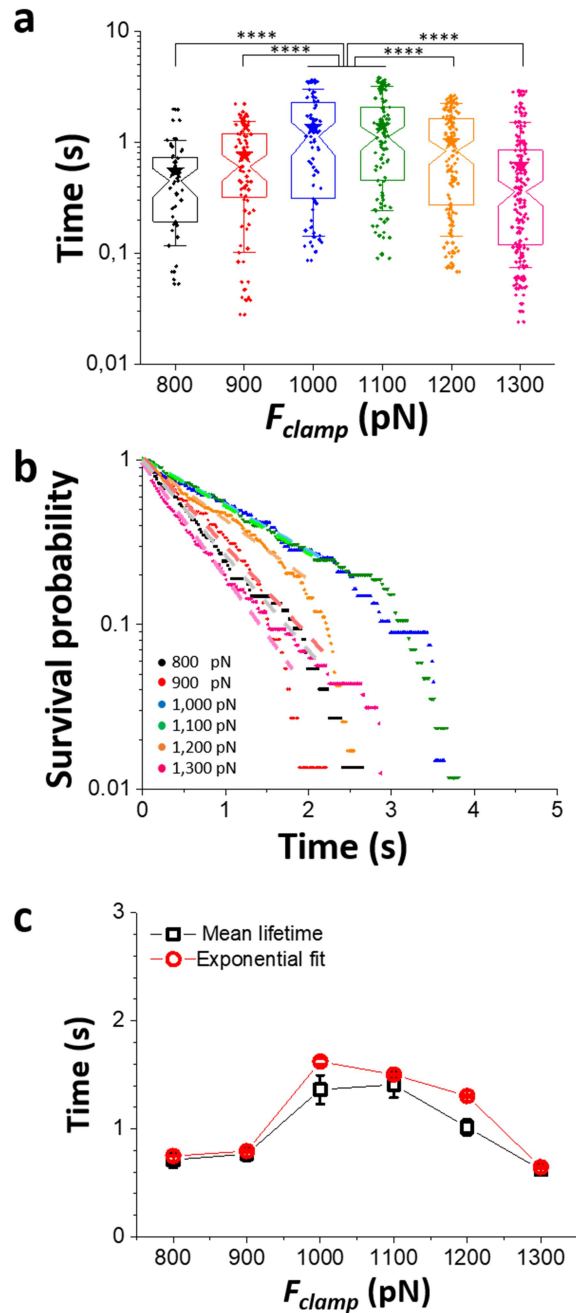 a
**** ****
**** ****
10
1
0.1
0,01
Time (s)
800 900 1000 1100 1200 1300
F_clamp (pN)
b
1
0.1
0.01
Survival probability
800 pN
900 pN
1,000 pN
1,100 pN
1,200 pN
1,300 pN
0 1 2 3 4 5
Time (s)
c
3
2
1
0
Time (s)
Mean lifetime
Exponential fit
800 900 1000 1100 1200 1300
F_clamp (pN)